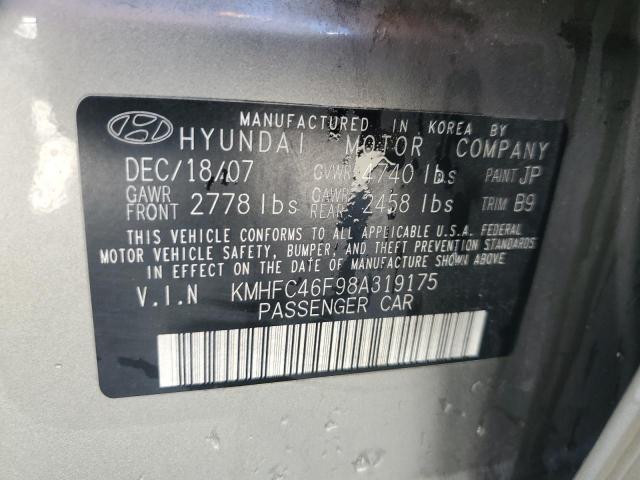 MANUFACTURED IN KOREA BY
HYUNDAI MOTOR COMPANY
DEC/18/07 GVWR 4740 lbs PAINT JP
GAWR FRONT 2778 lbs GAWR REAR 2458 lbs TRIM B9
THIS VEHICLE CONFORMS TO ALL APPLICABLE U.S.A. FEDERAL
MOTOR VEHICLE SAFETY, BUMPER, AND THEFT PREVENTION STANDARDS
IN EFFECT ON THE DATE OF MANUFACTURE SHOWN ABOVE.
V.I.N KMHFC46F98A319175
PASSENGER CAR